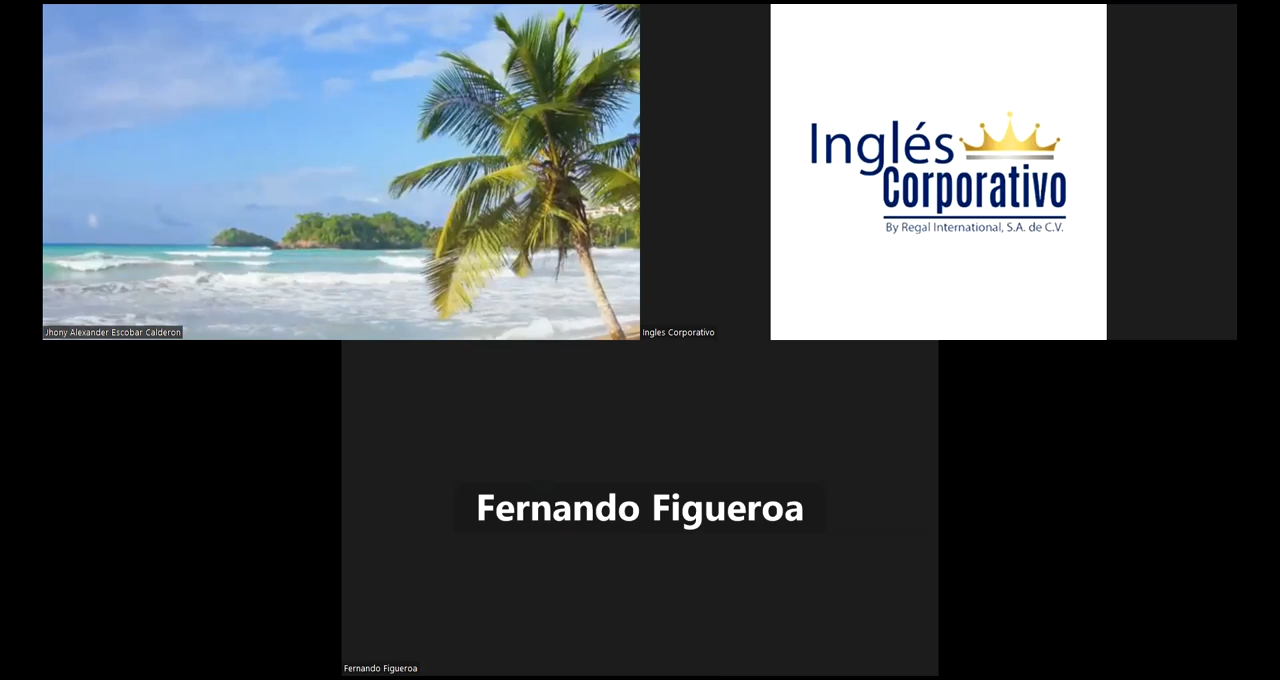 Inglés
Corporativo
By Regal International, S.A. de C.V.
Jhony Alexander Escobar Calderon
Ingles Corporativo
Fernando Figueroa
Fernando Figueroa